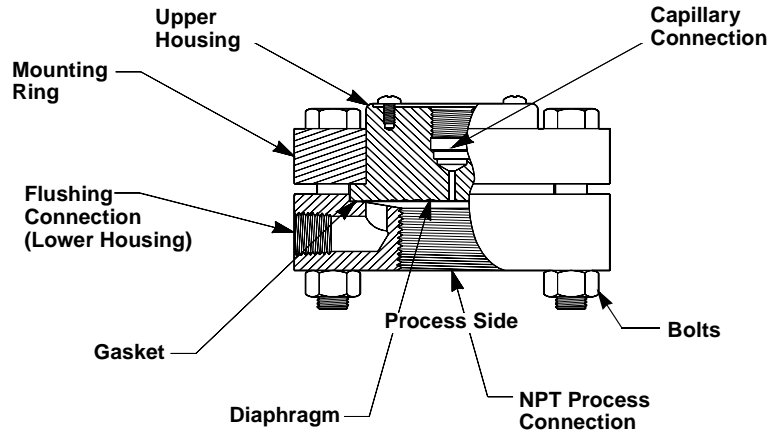 Upper
Housing
Capillary
Connection
Mounting
Ring
Flushing
Connection
(Lower Housing)
Process Side
Bolts
Gasket
NPT Process
Connection
Diaphragm